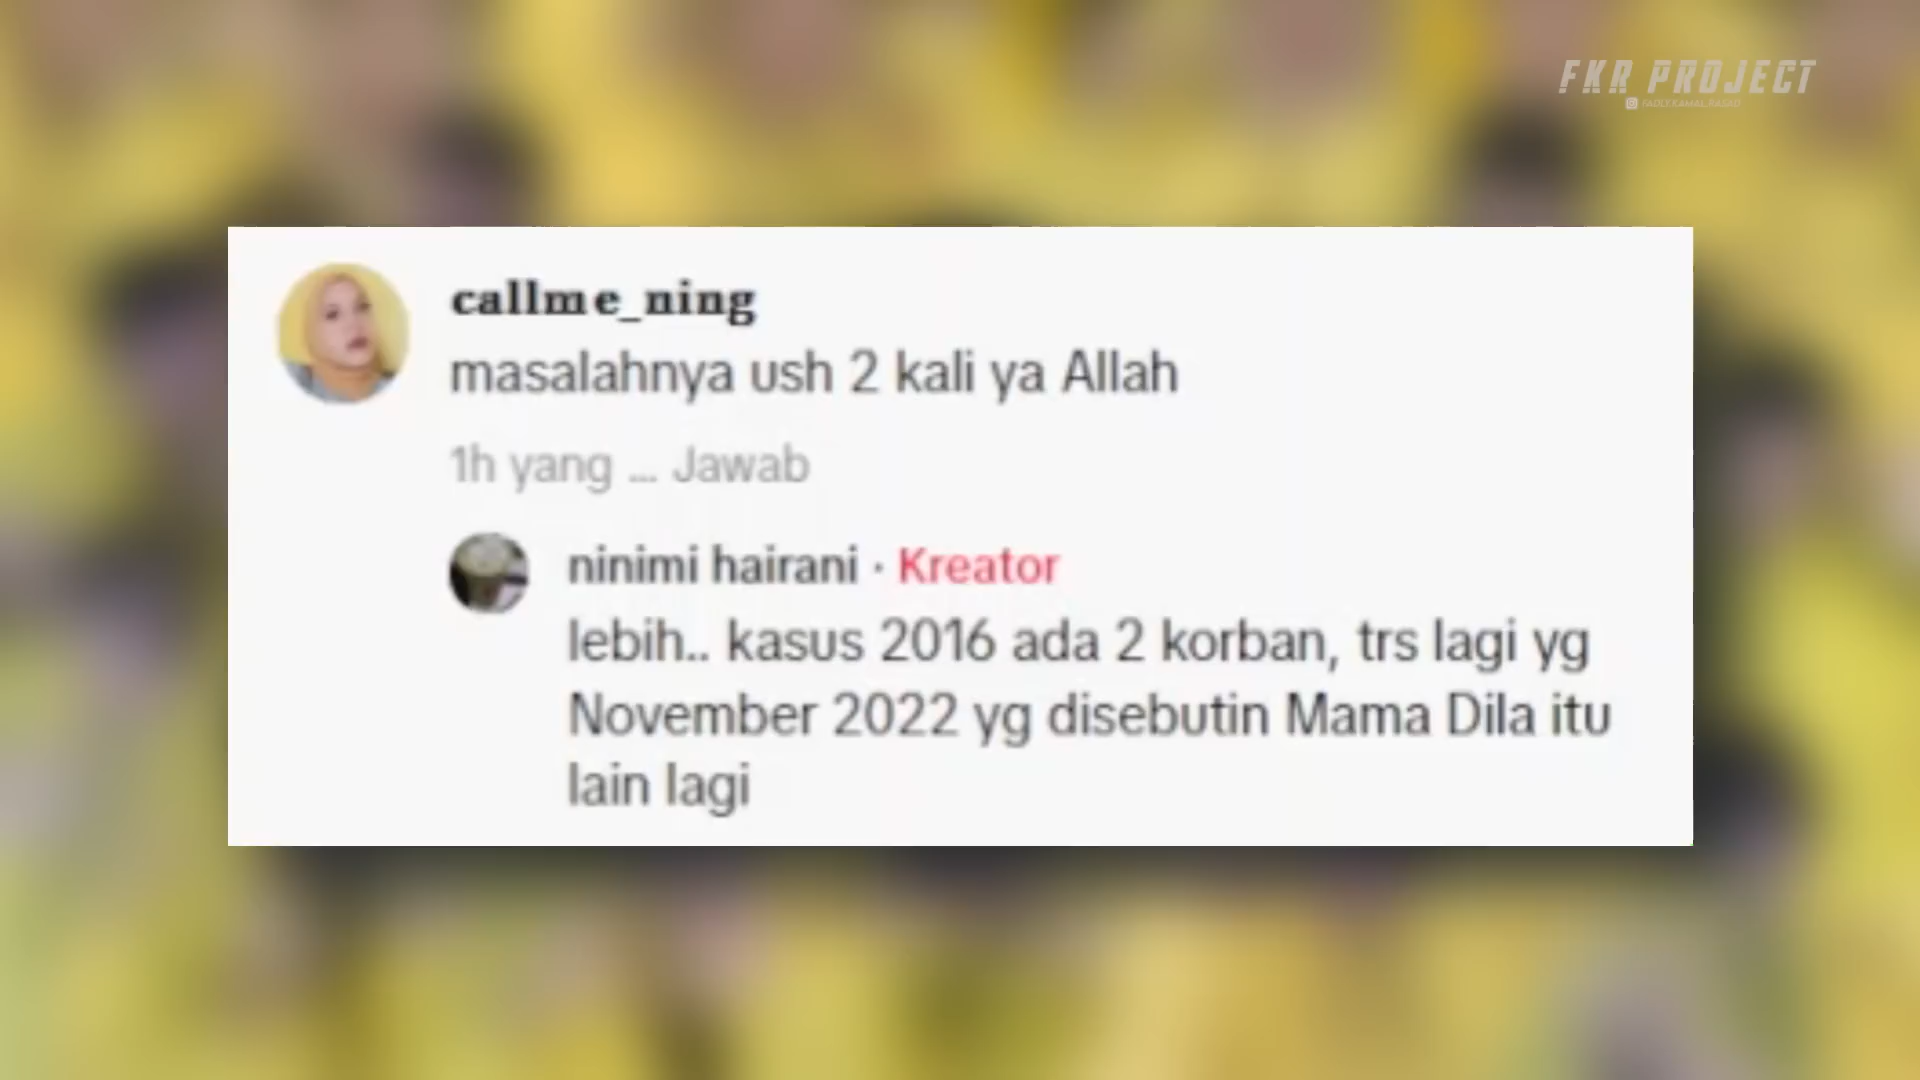 FKR PROJECT
callme_ning
masalahnya ush 2 kali ya Allah
1h yang ... Jawab
ninimi hairani · Kreator
lebih.. kasus 2016 ada 2 korban, trs lagi yg
November 2022 yg disebutin Mama Dila itu
lain lagi